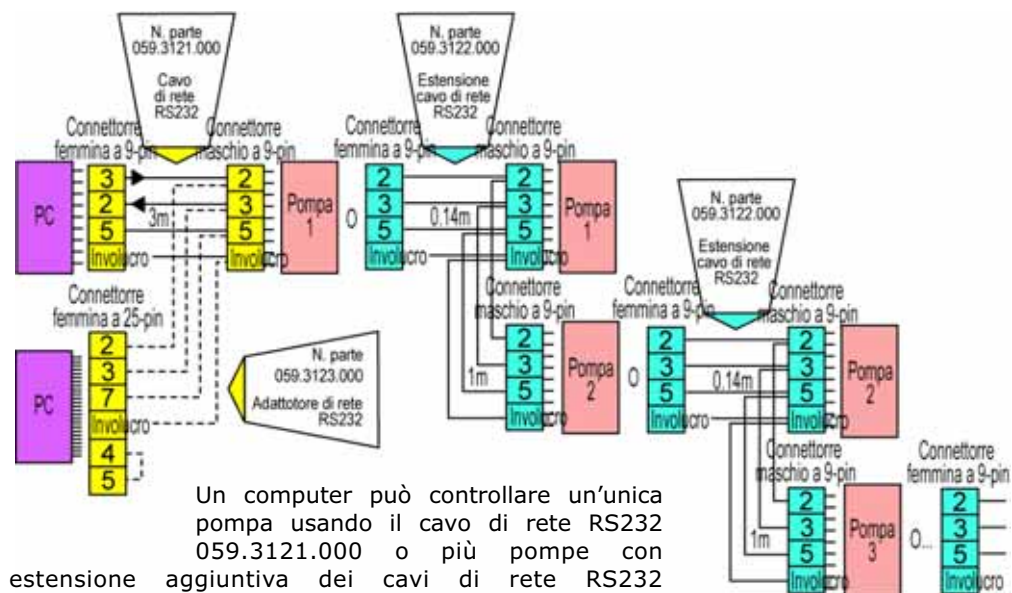 N. parte
059.3121.000
Cavo
di rete
RS232
N. parte
059.3122.000
Estensione
cavo di rete
RS232
Connettorre
femmina a 9-pin
Connettorre
maschio a 9-pin
Connettorre
femmina a 9-pin
Connettorre
maschio a 9-pin
PC
3
2
5
Involucro
3m
2
3
5
Involucro
Pompa
1
O
2
3
5
Involucro
0.14m
2
3
5
Involucro
Pompa
1
N. parte
059.3122.000
Estensione
cavo di rete
RS232
Connettorre
femmina a 25-pin
PC
2
3
7
Involucro
4
5
N. parte
059.3123.000
Adattotore di rete
RS232
Connettorre
maschio a 9-pin
1m
2
3
5
Involucro
Pompa
2
O
Connettorre
femmina a 9-pin
2
3
5
Involucro
0.14m
Connettorre
maschio a 9-pin
2
3
5
Involucro
Pompa
2
Connettorre
maschio a 9-pin
1m
2
3
5
Involucro
Pompa
3
O...
Connettorre
femmina a 9-pin
2
3
5
Involucro
Un computer può controllare un’unica
pompa usando il cavo di rete RS232
059.3121.000 o più pompe con
estensione aggiuntiva dei cavi di rete RS232